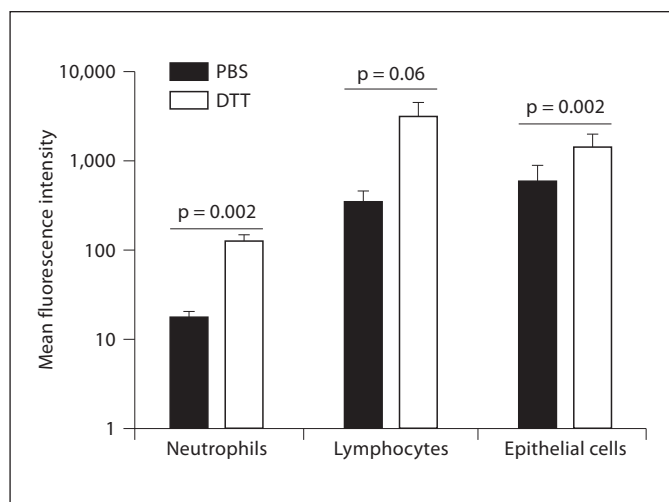 Mean fluorescence intensity
10,000
1,000
100
10
1
PBS
DTT
p = 0.002
p = 0.06
p = 0.002
Neutrophils
Lymphocytes
Epithelial cells